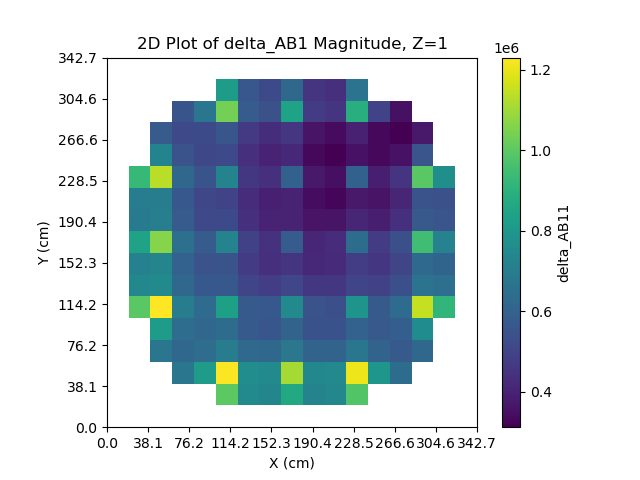 2D Plot of delta_AB1 Magnitude, Z=1
1e6
342.7
304.6
266.6
228.5
190.4
152.3
114.2
76.2
38.1
0.0
Y (cm)
0.0 38.1 76.2 114.2 152.3 190.4 228.5 266.6 304.6 342.7
X (cm)
1.2
1.0
0.8
0.6
0.4
delta_AB11